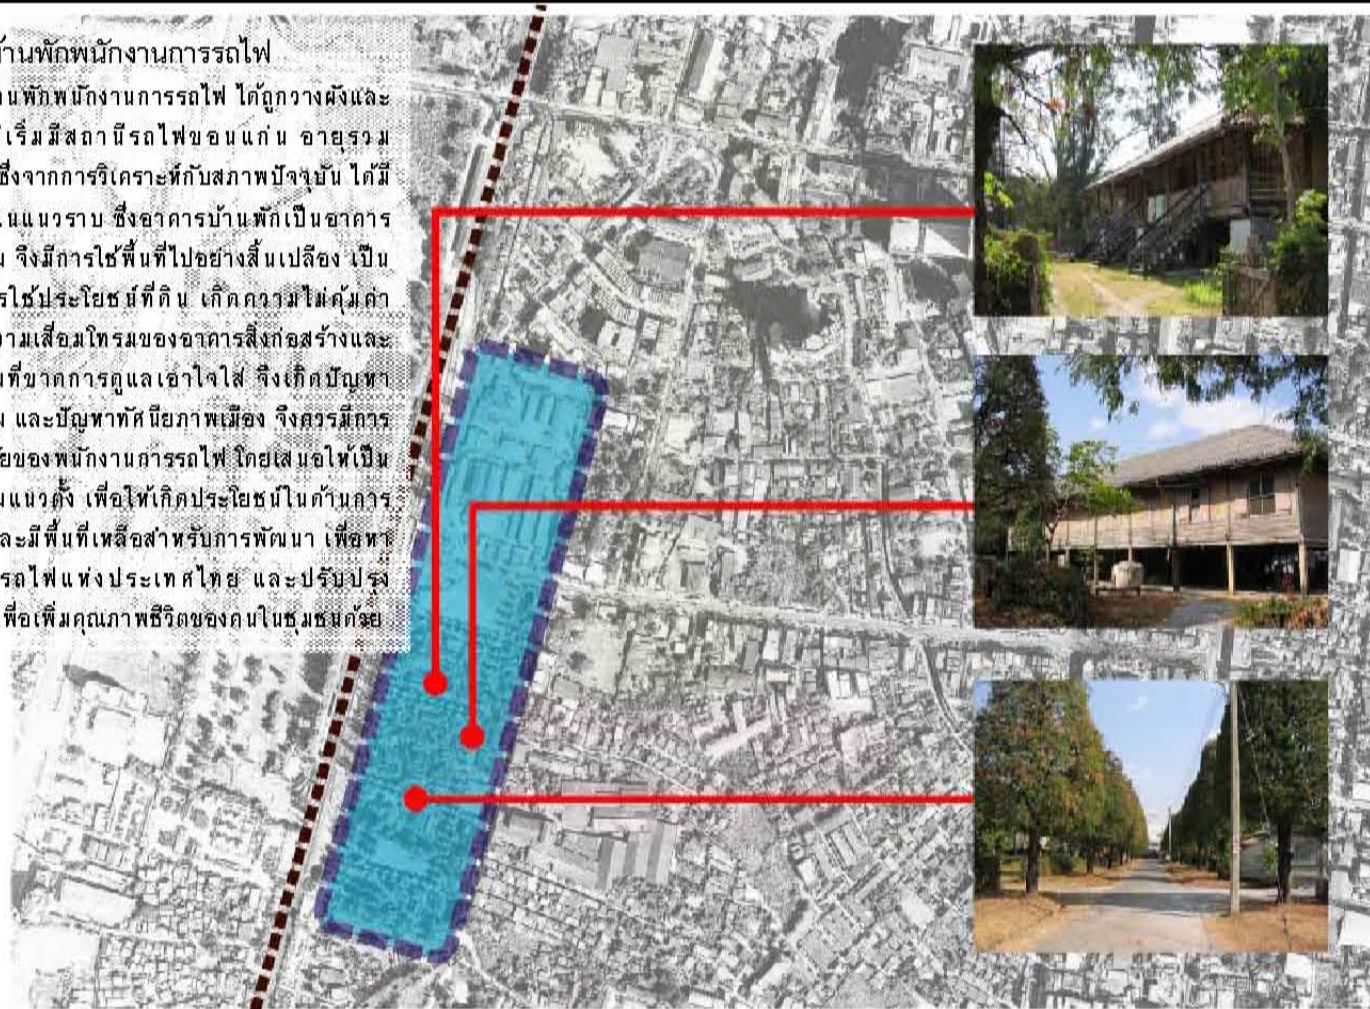 บ้านพักพนักงานการรถไฟ
านพักพนักงานการรถไฟ ได้ถูกวางผังและ
เริ่มมีสถานีรถไฟขอนแก่น อายุรวม
ซึ่งจากการวิเคราะห์กับสภาพปัจจุบัน ได้มี
นแนวราบ ซึ่งอาคารบ้านพักเป็นอาคาร
จึงมีการใช้พื้นที่ไปอย่างสิ้นเปลือง เป็น
รใช้ประโยชน์ที่ดิน เกิดความไม่คุ้มค่า
ามเสื่อมโทรมของอาคารสิ่งก่อสร้างและ
ที่ขาดการดูแลเอาใจใส่ จึงเกิดปัญหา
และปัญหาทัศนียภาพเมือง จึงควรมีการ
ัยของพนักงานการรถไฟ โดยเสนอให้เป็น
นแนวตั้ง เพื่อให้เกิดประโยชน์ในด้านการ
ละมีพื้นที่เหลือสำหรับการพัฒนา เพื่อหา
รถไฟแห่งประเทศไทย และปรับปรุง
พื่อเพิ่มคุณภาพชีวิตของคนในชุมชนด้วย